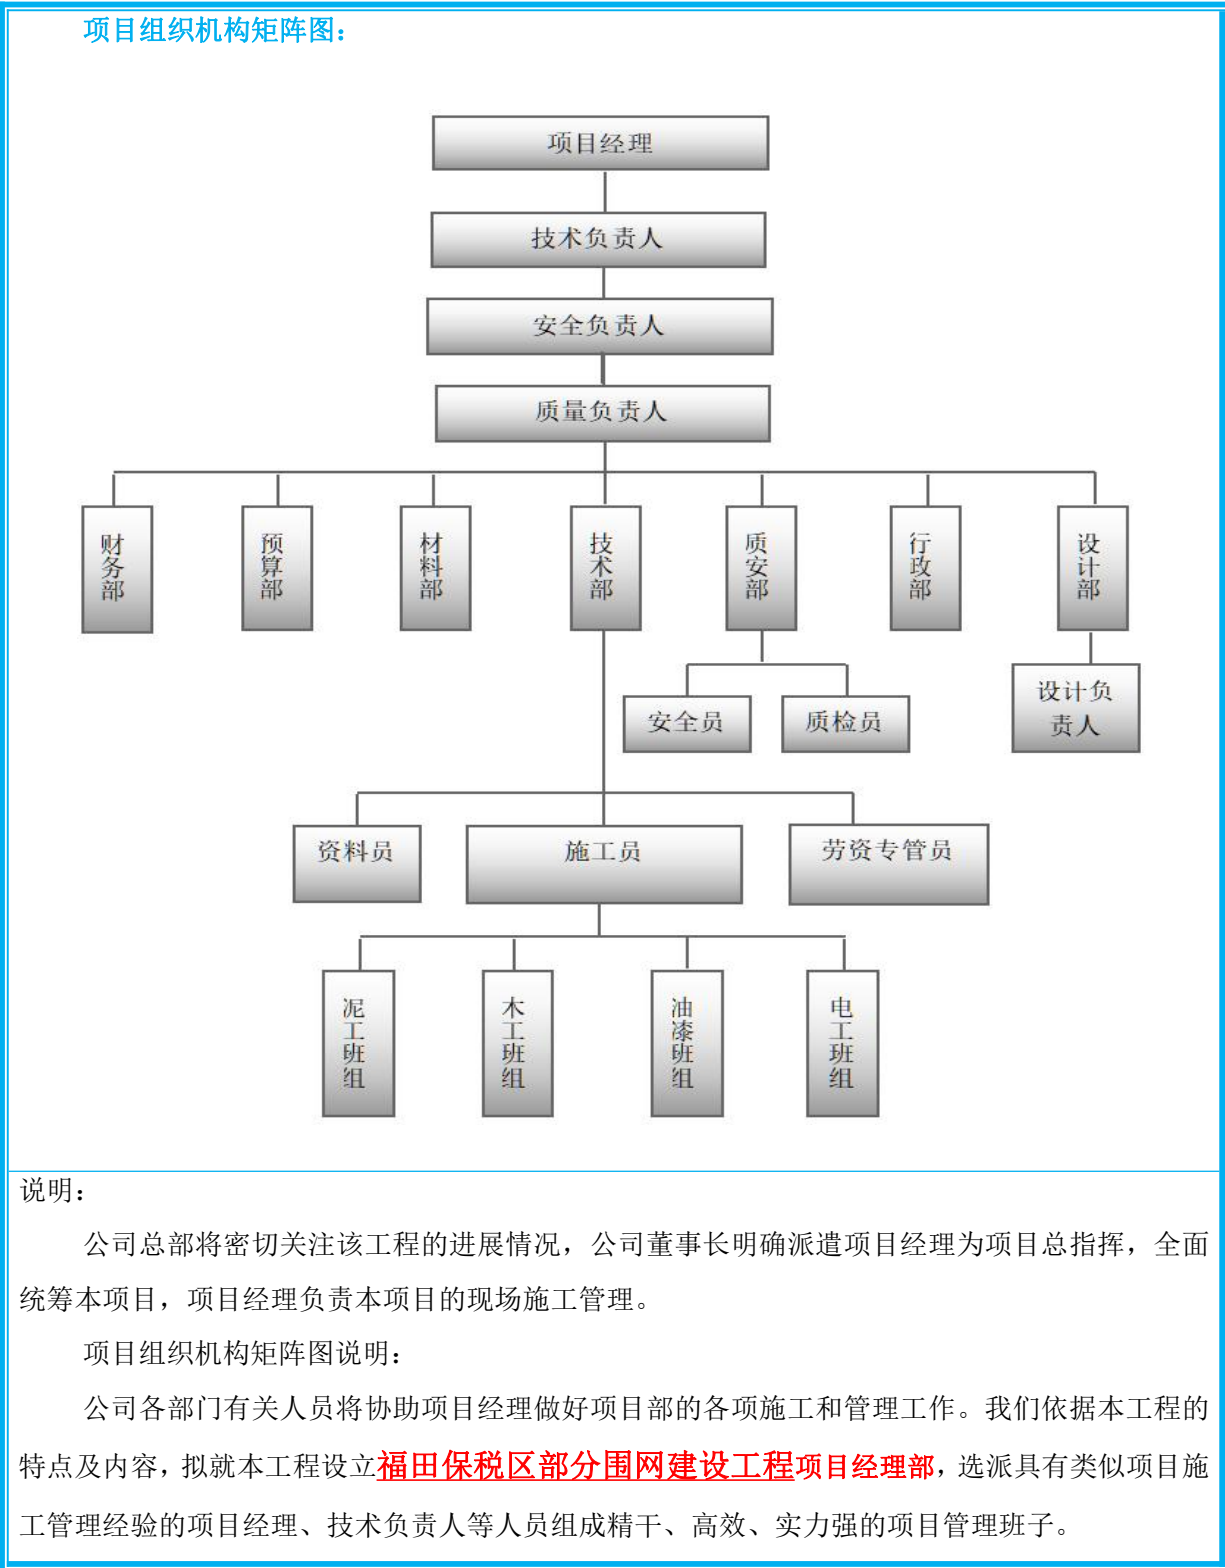 项目组织机构矩阵图：
项目经理
技术负责人
安全负责人
质量负责人
财务部
预算部
材料部
技术部
质安部
行政部
设计部
安全员
质检员
设计负
责人
资料员
施工员
劳资专管员
泥工班组
木工班组
油漆班组
电工班组
说明：
公司总部将密切关注该工程的进展情况，公司董事长明确派遣项目经理为项目总指挥，全面
统筹本项目，项目经理负责本项目的现场施工管理。
项目组织机构矩阵图说明：
公司各部门有关人员将协助项目经理做好项目部的各项施工和管理工作。我们依据本工程的
特点及内容，拟就本工程设立福田保税区部分围网建设工程项目经理部，选派具有类似项目施
工管理经验的项目经理、技术负责人等人员组成精干、高效、实力强的项目管理班子。